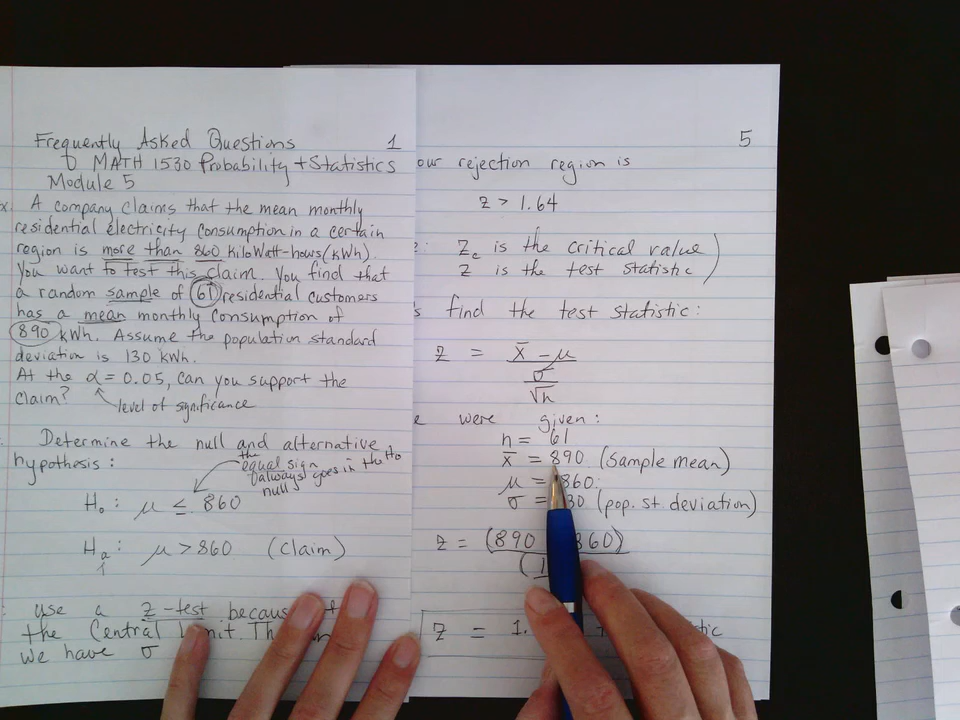 Frequently Asked Questions 1
MATH 1530 Probability + Statistics
Module 5
x. A company claims that the mean monthly
residential electricity consumption in a certain
region is more than 860 KiloWatt-hours (kWh).
You want to test this claim. You find that
a random sample of 61 residential customers
has a mean monthly consumption of
890 kWh. Assume the population standard
deviation is 130 kWh.
At the α = 0.05, can you support the
claim?
level of significance
Determine the null and alternative
hypothesis:
the
equal sign
(always) goes in the Ho
null
H₀: μ ≤ 860
Hₐ: μ > 860 (Claim)
use a z-test because
the Central Limit
we have σ
5
our rejection region is
z > 1.64
Z꜀ is the critical value
Z is the test statistic)
find the test statistic:
Z = x̄ - μ
σ
√n
were given:
n = 61
x̄ = 890 (Sample mean)
μ = 860
σ = 30 (pop. st deviation)
z = (890 860)
(1
Z = 1.